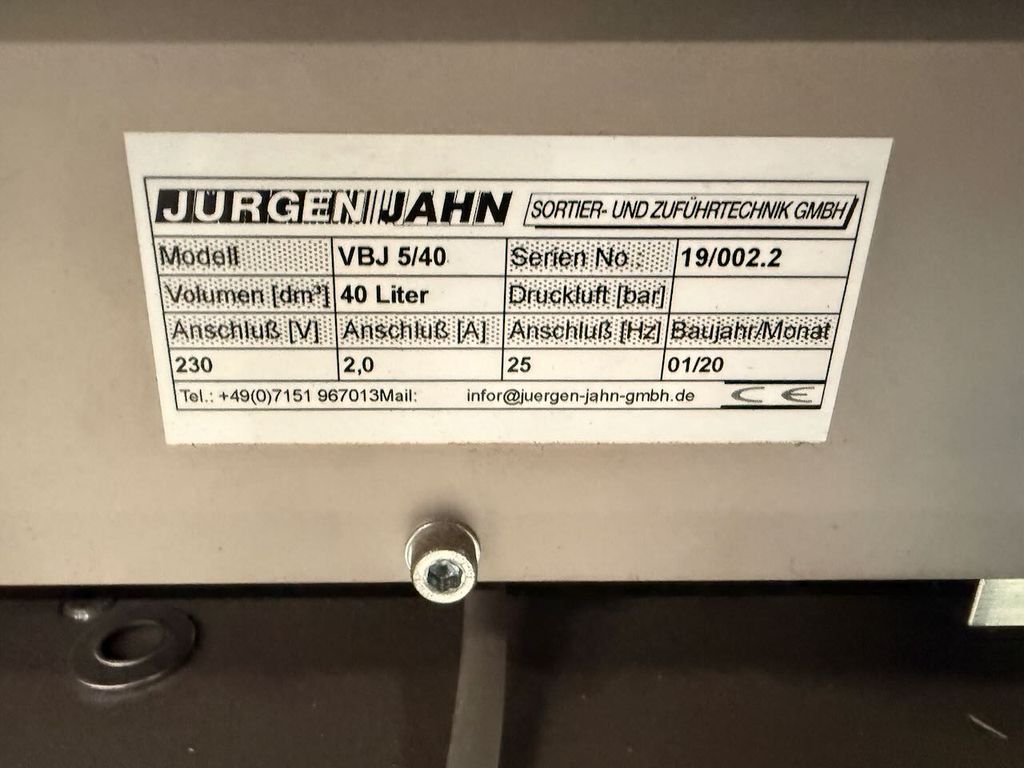 JÜRGEN JAHN SORTIER- UND ZUFÜHRTECHNIK GMBH
Modell VBJ 5/40 Serien No.: 19/002.2
Volumen [dm³] 40 Liter Druckluft [bar]
Anschluß [V] Anschluß [A] Anschluß [Hz] Baujahr/Monat
230 2,0 25 01/20
Tel.: +49(0)7151 967013Mail: infor@juergen-jahn-gmbh.de CE